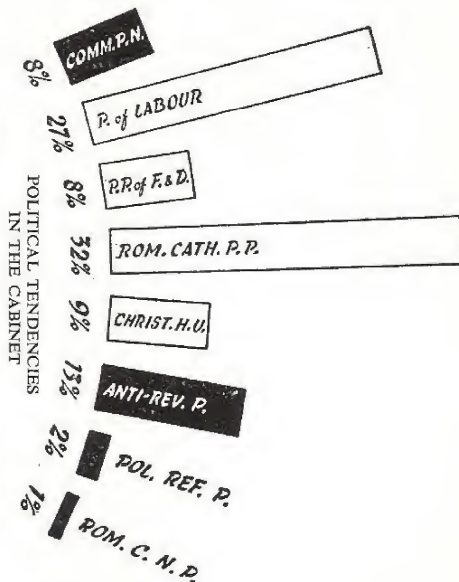 COMM.P.N.
8%
P. of LABOUR
27%
P.P. of F. & D.
8%
ROM. CATH. P. P.
32%
CHRIST. H. U.
9%
ANTI-REV. P.
13%
POL. REF. P.
2%
ROM. C. N. P.
1%
POLITICAL TENDENCIES
IN THE CABINET